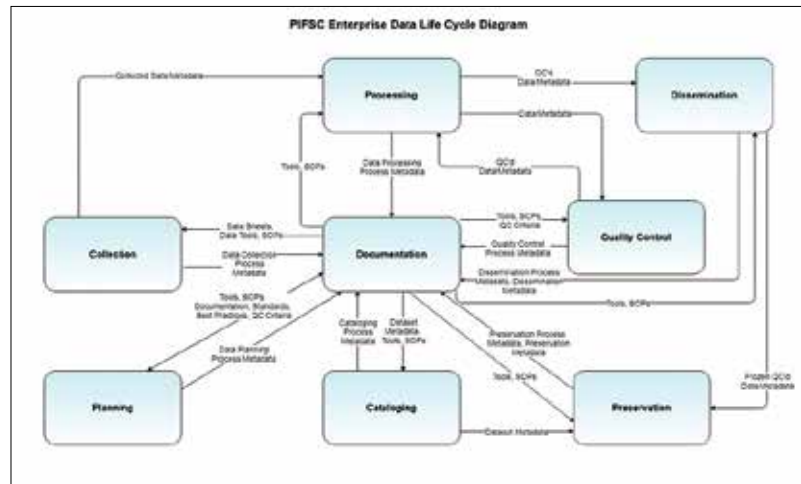 PIFSC Enterprise Data Life Cycle Diagram
Collected Data/Metadata
Processing
QC'd
Data/Metadata
Dissemination
Data/Metadata
Tools, SOPs
Data Processing
Process Metadata
QC'd
Data/Metadata
Collection
Data Sheets,
Data Tools, SOPs
Data Collection
Process
Metadata
Documentation
Tools, SOPs,
QC Criteria
Quality Control
Process Metadata
Quality Control
Dissemination Process
Metadata, Dissemination
Metadata
Tools, SOPs
Tools, SOPs
Documentation, Standards,
Best Practices, QC Criteria
Data Planning
Process Metadata
Cataloging
Process
Metadata
Dataset
Metadata,
Tools, SOPs
Preservation Process
Metadata, Preservation
Metadata
Tools, SOPs
Frozen QC'd
Data/Metadata
Planning
Cataloging
Dataset Metadata
Preservation